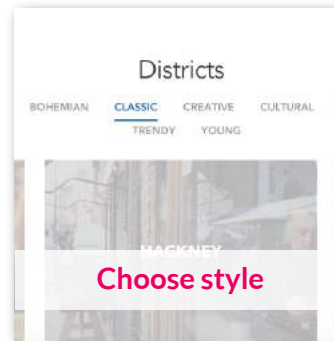 Districts
BOHEMIAN CLASSIC CREATIVE CULTURAL
TRENDY YOUNG
HACKNEY
Choose style